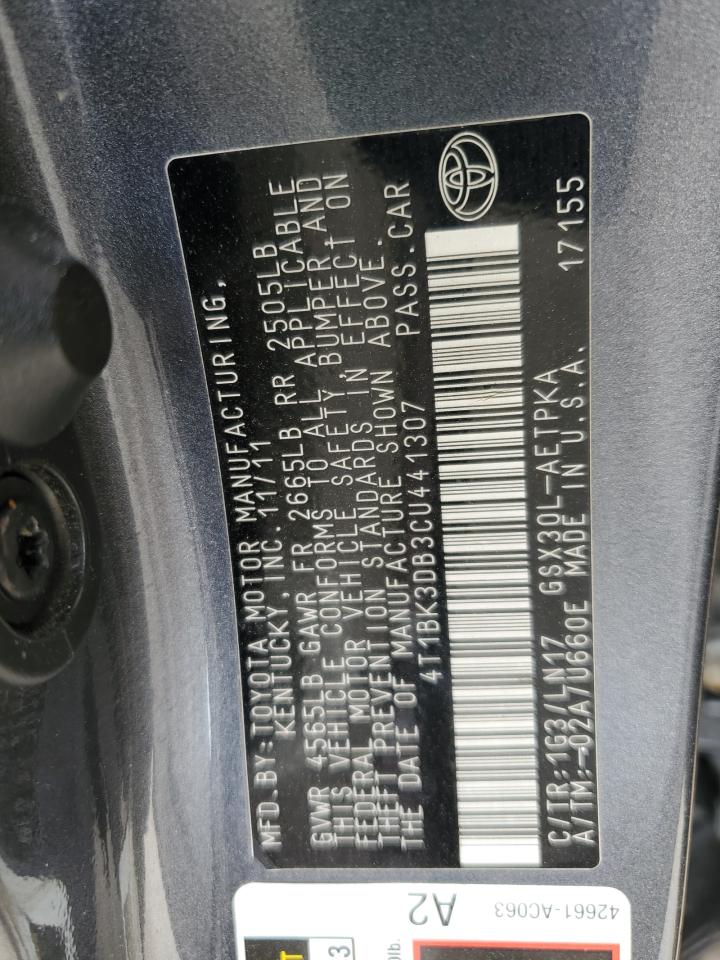 MFD. BY: TOYOTA MOTOR MANUFACTURING,
KENTUCKY, INC. 11/11
GVWR 4565LB GAWR FR 2665LB RR 2505LB
THIS VEHICLE CONFORMS TO ALL APPLICABLE
FEDERAL MOTOR VEHICLE SAFETY, BUMPER, AND
THEFT PREVENTION STANDARDS IN EFFECT ON
THE DATE OF MANUFACTURE SHOWN ABOVE.
4T1BK3DB3CU441307 PASS. CAR
C/TR: 1G3/LN17 GSX30L-AETPKA 17155
A/TM: -02A/U660E MADE IN U.S.A.
A2
42661-AC063
3
0lb.